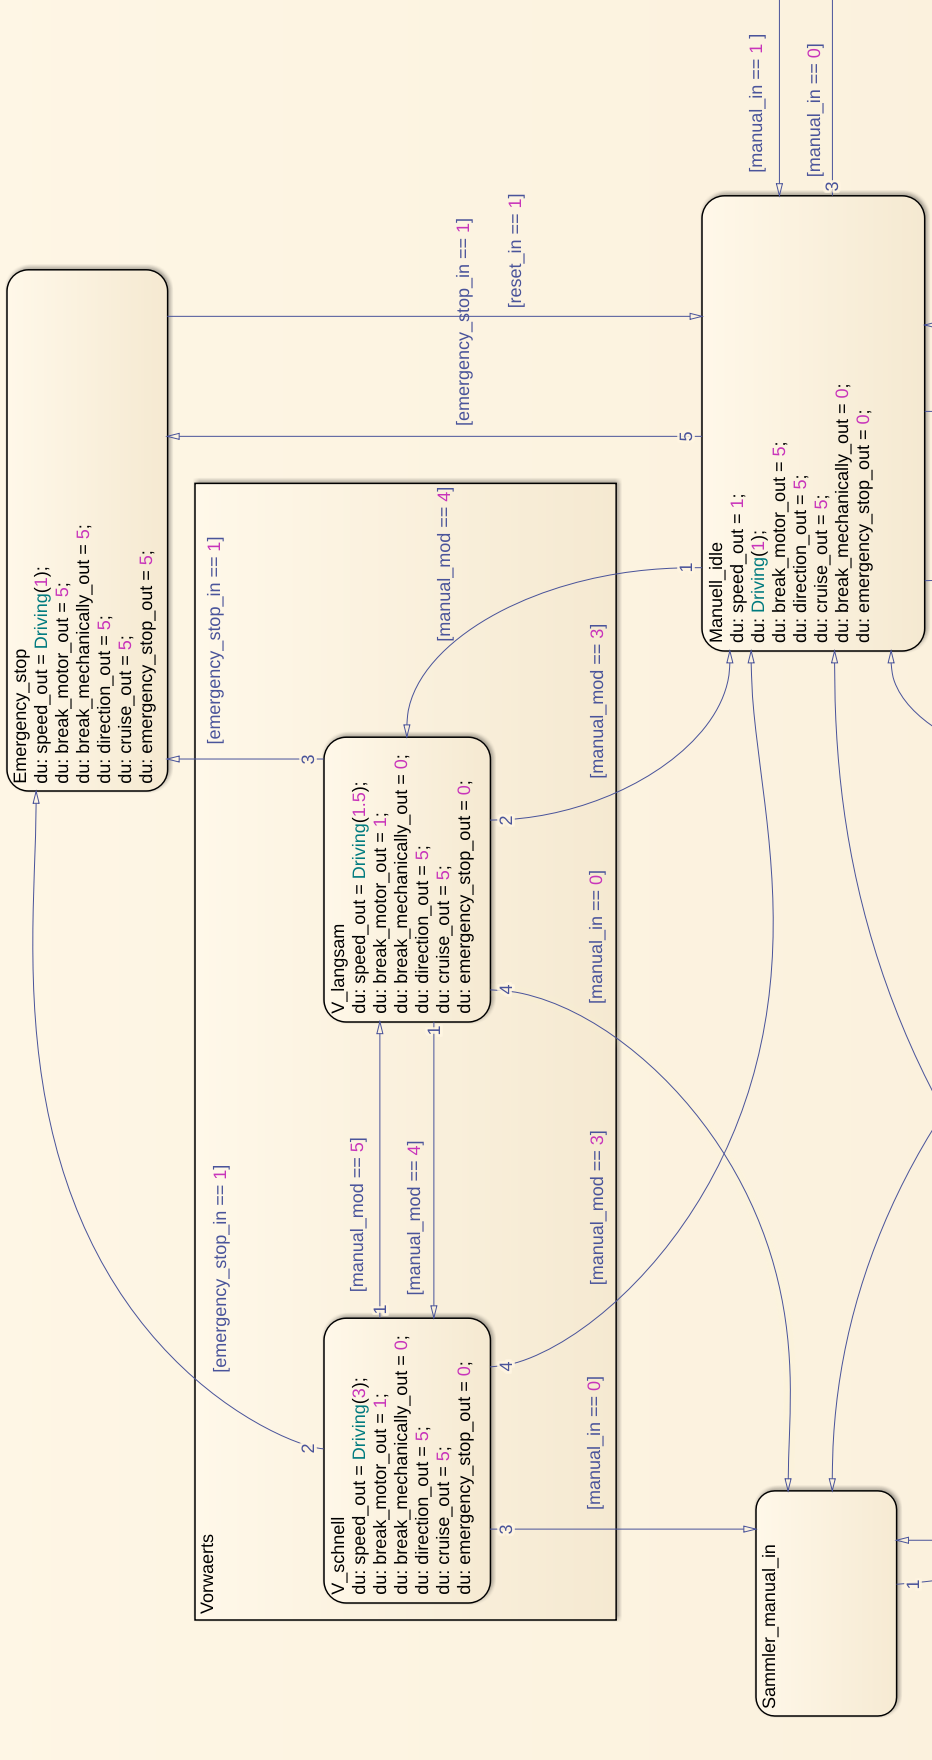 Emergency_stop
du: speed_out = Driving(1);
du: break_motor_out = 5;
du: break_mechanically_out = 5;
du: direction_out = 5;
du: cruise_out = 5;
du: emergency_stop_out = 5;
Vorwaerts
[emergency_stop_in == 1]
[emergency_stop_in == 1]
2
3
V_schnell
du: speed_out = Driving(3);
du: break_motor_out = 1;
du: break_mechanically_out = 0;
du: direction_out = 5;
du: cruise_out = 5;
du: emergency_stop_out = 0;
[manual_mod == 5]
1
[manual_mod == 4]
1
V_langsam
du: speed_out = Driving(1.5);
du: break_motor_out = 1;
du: break_mechanically_out = 0;
du: direction_out = 5;
du: cruise_out = 5;
du: emergency_stop_out = 0;
[manual_mod == 4]
[emergency_stop_in == 1]
[reset_in == 1]
3
4
4
2
[manual_in == 0]
[manual_mod == 3]
[manual_in == 0]
[manual_mod == 3]
1
5
Manuell_idle
du: speed_out = 1;
du: Driving(1);
du: break_motor_out = 5;
du: direction_out = 5;
du: cruise_out = 5;
du: break_mechanically_out = 0;
du: emergency_stop_out = 0;
[manual_in == 1 ]
[manual_in == 0]
3
Sammler_manual_in
1